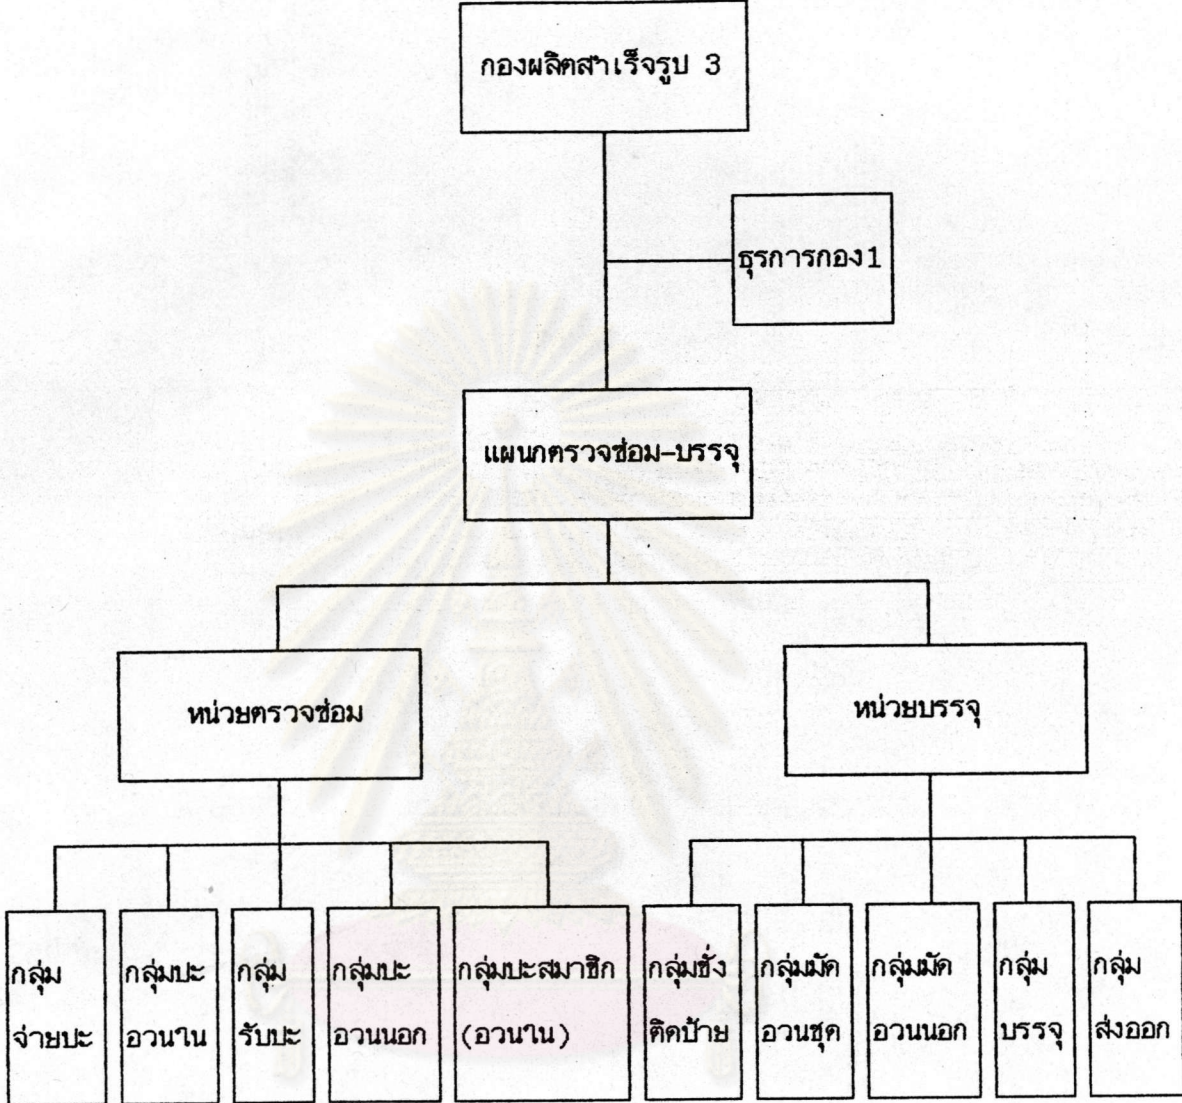 กองผลิตสำเร็จรูป 3
ธุรการกอง1
แผนกตรวจซ่อม-บรรจุ
หน่วยตรวจซ่อม
หน่วยบรรจุ
กลุ่ม
จ่ายปะ
กลุ่มปะ
อวนใน
กลุ่ม
รับปะ
กลุ่มปะ
อวนนอก
กลุ่มปะสมาชิก
(อวนใน)
กลุ่มชั่ง
ติดป้าย
กลุ่มมัด
อวนชุด
กลุ่มมัด
อวนนอก
กลุ่ม
บรรจุ
กลุ่ม
ส่งออก